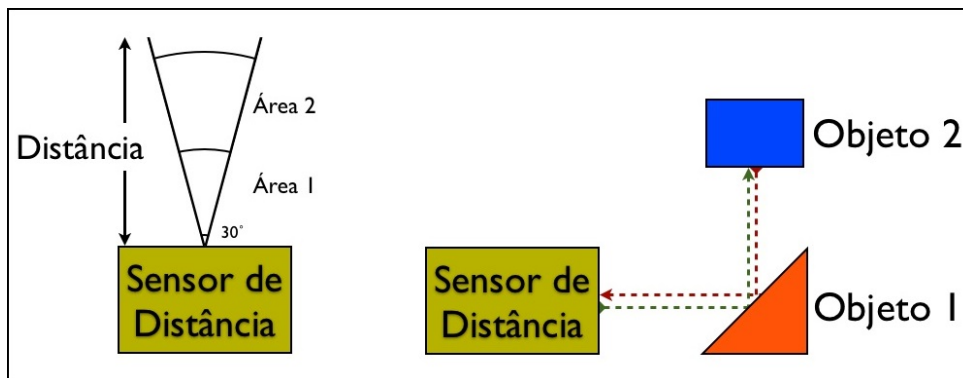 Distância
Área 2
Área 1
30°
Sensor de
Distância
Objeto 2
Sensor de
Distância
Objeto 1